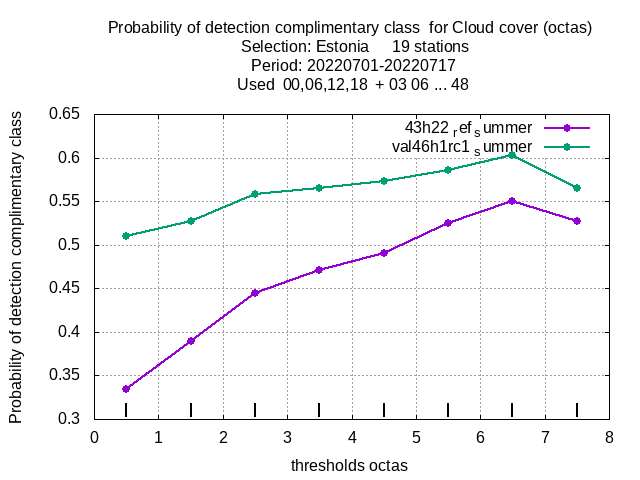 Probability of detection complimentary class for Cloud cover (octas)
Selection: Estonia 19 stations
Period: 20220701-20220717
Used 00,06,12,18 + 03 06 ... 48
Probability of detection complimentary class
0.65
0.6
0.55
0.5
0.45
0.4
0.35
0.3
43h22 ref summer
val46h1rc1 summer
0 1 2 3 4 5 6 7 8
thresholds octas